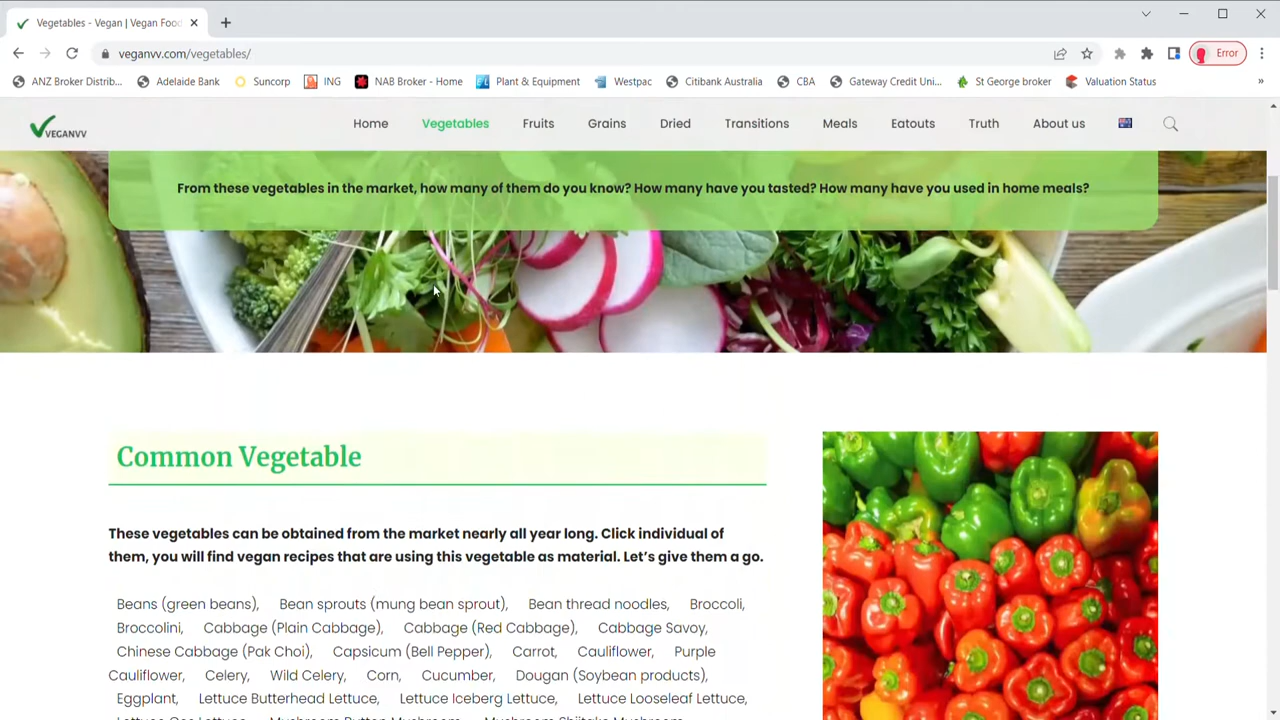 Vegetables - Vegan | Vegan Food
veganvv.com/vegetables/
Error
ANZ Broker Distrib... Adelaide Bank Suncorp ING NAB Broker - Home Plant & Equipment Westpac Citibank Australia CBA Gateway Credit Uni... St George broker Valuation Status »
VEGANVV Home Vegetables Fruits Grains Dried Transitions Meals Eatouts Truth About us
From these vegetables in the market, how many of them do you know? How many have you tasted? How many have you used in home meals?
Common Vegetable
These vegetables can be obtained from the market nearly all year long. Click individual of
them, you will find vegan recipes that are using this vegetable as material. Let’s give them a go.
Beans (green beans), Bean sprouts (mung bean sprout), Bean thread noodles, Broccoli,
Broccolini, Cabbage (Plain Cabbage), Cabbage (Red Cabbage), Cabbage Savoy,
Chinese Cabbage (Pak Choi), Capsicum (Bell Pepper), Carrot, Cauliflower, Purple
Cauliflower, Celery, Wild Celery, Corn, Cucumber, Dougan (Soybean products),
Eggplant, Lettuce Butterhead Lettuce, Lettuce Iceberg Lettuce, Lettuce Looseleaf Lettuce,